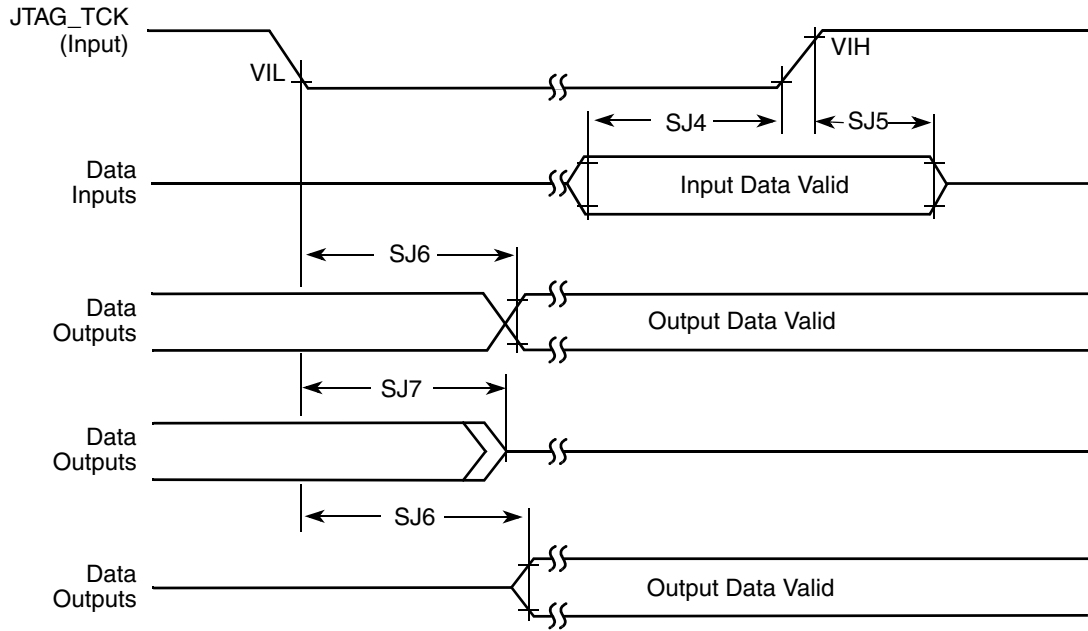 JTAG_TCK
(Input)
VIL
VIH
SJ4
SJ5
Data
Inputs
Input Data Valid
SJ6
Data
Outputs
Output Data Valid
SJ7
Data
Outputs
SJ6
Data
Outputs
Output Data Valid